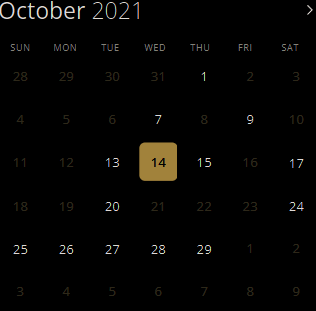 October 2021
SUN MON TUE WED THU FRI SAT
28 29 30 31 1 2 3
4 5 6 7 8 9 10
11 12 13 14 15 16 17
18 19 20 21 22 23 24
25 26 27 28 29 1 2
3 4 5 6 7 8 9